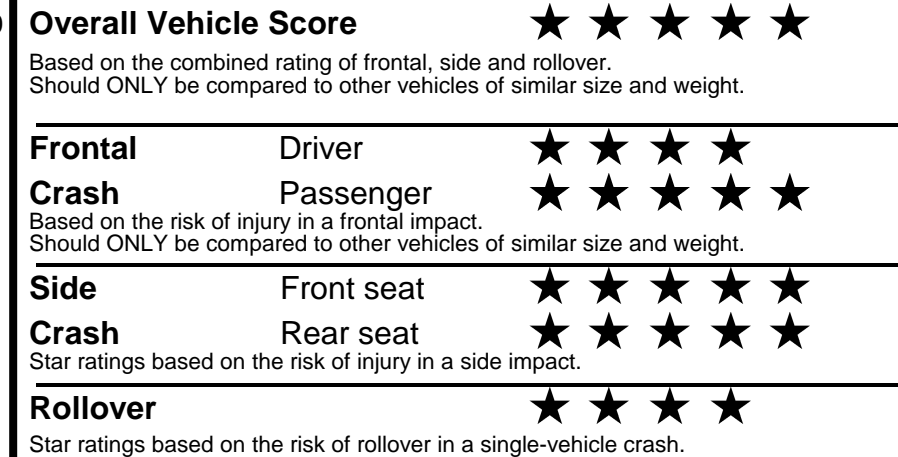 Overall Vehicle Score ★ ★ ★ ★ ★
Based on the combined rating of frontal, side and rollover.
Should ONLY be compared to other vehicles of similar size and weight.
Frontal Driver ★ ★ ★ ★
Crash Passenger ★ ★ ★ ★ ★
Based on the risk of injury in a frontal impact.
Should ONLY be compared to other vehicles of similar size and weight.
Side Front seat ★ ★ ★ ★ ★
Crash Rear seat ★ ★ ★ ★ ★
Star ratings based on the risk of injury in a side impact.
Rollover ★ ★ ★ ★
Star ratings based on the risk of rollover in a single-vehicle crash.